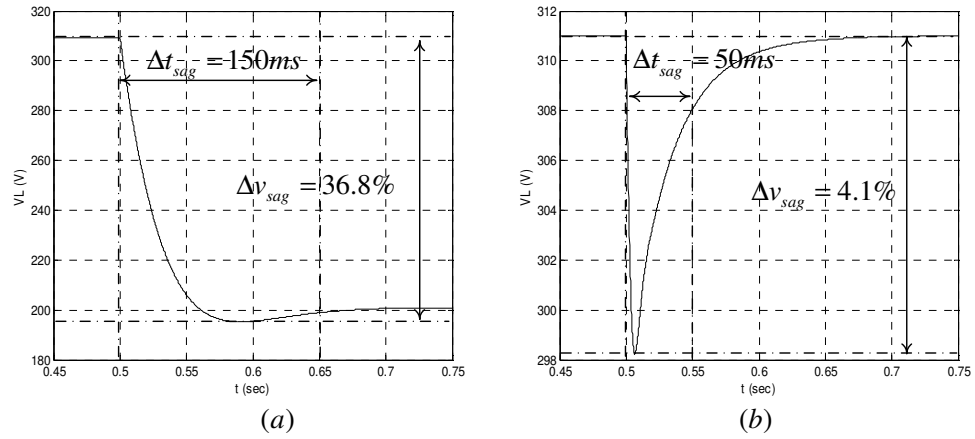 320
300
280
260
240
220
200
180
VL (V)
0.45 0.5 0.55 0.6 0.65 0.7 0.75
t (sec)
Δt_sag = 150ms
Δv_sag = 36.8%
(a)
312
310
308
306
304
302
300
298
VL (V)
0.45 0.5 0.55 0.6 0.65 0.7 0.75
t (sec)
Δt_sag = 50ms
Δv_sag = 4.1%
(b)